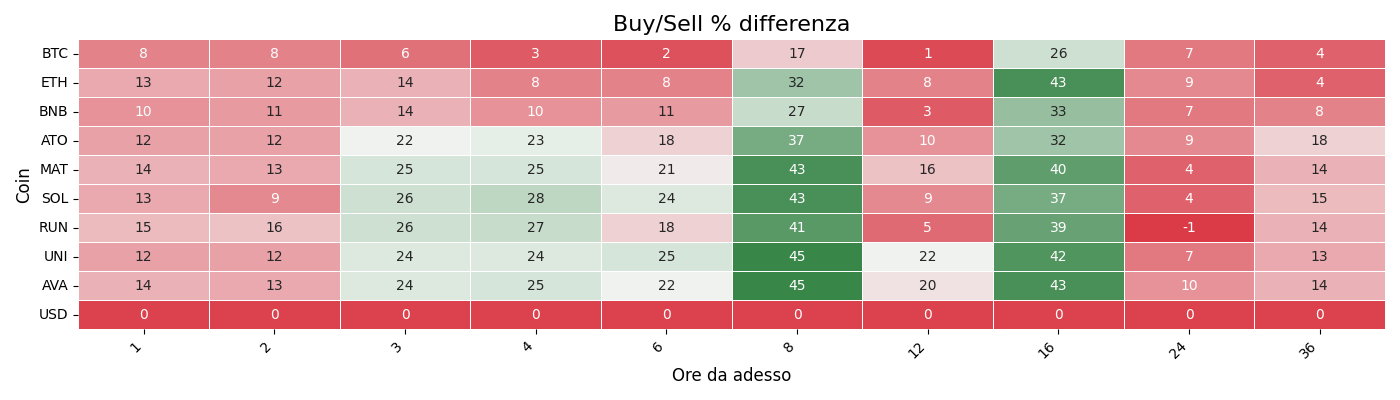 Buy/Sell % differenza
Coin
BTC 8 8 6 3 2 17 1 26 7 4
ETH 13 12 14 8 8 32 8 43 9 4
BNB 10 11 14 10 11 27 3 33 7 8
ATO 12 12 22 23 18 37 10 32 9 18
MAT 14 13 25 25 21 43 16 40 4 14
SOL 13 9 26 28 24 43 9 37 4 15
RUN 15 16 26 27 18 41 5 39 -1 14
UNI 12 12 24 24 25 45 22 42 7 13
AVA 14 13 24 25 22 45 20 43 10 14
USD 0 0 0 0 0 0 0 0 0 0
1 2 3 4 6 8 12 16 24 36
Ore da adesso